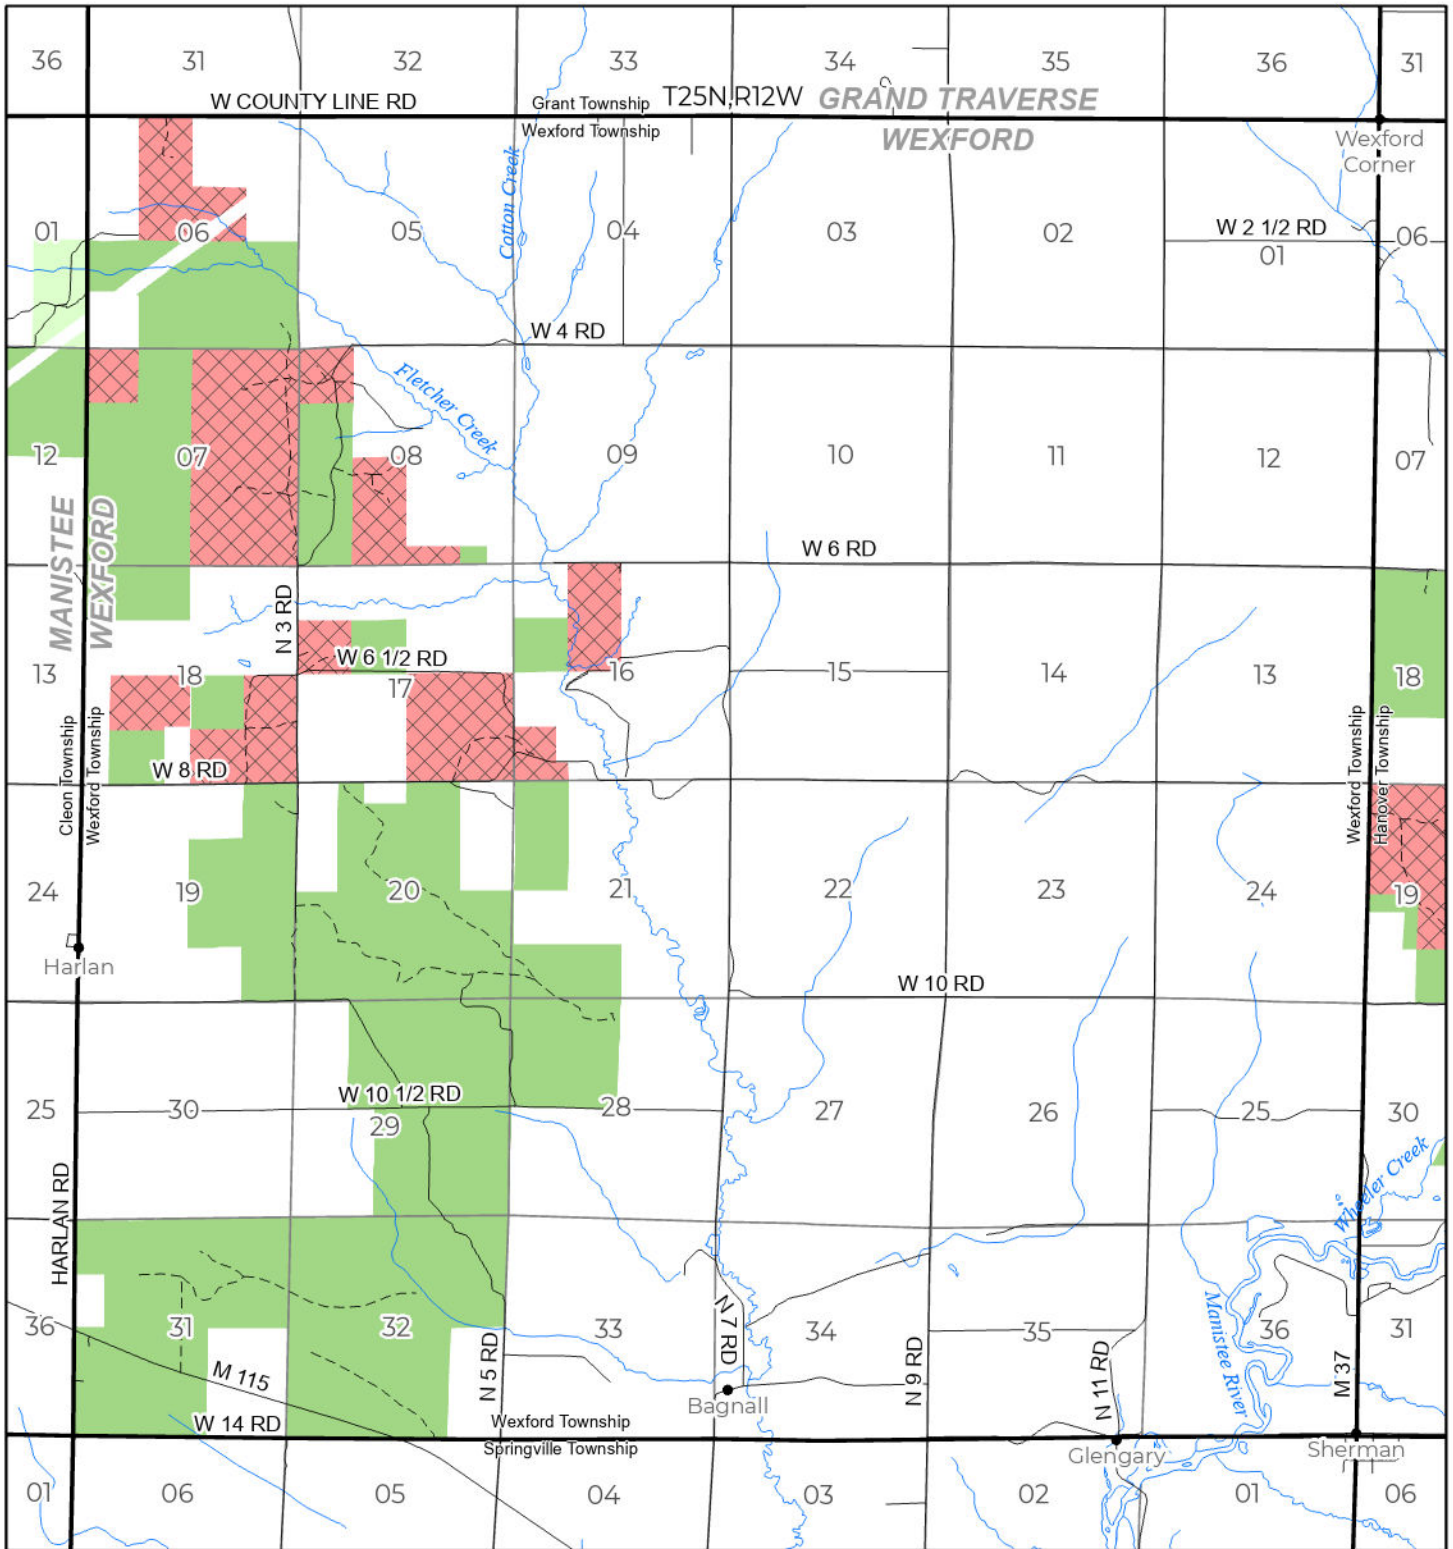 36 31 32 33 34 35 36 31
W COUNTY LINE RD
Grant Township
T25N,R12W
GRAND TRAVERSE
Wexford Township
WEXFORD
Wexford
Corner
Cotton Creek
01 06 05 04 03 02
W 2 1/2 RD
01
06
W 4 RD
Fletcher Creek
12 07 08 09 10 11 12 07
MANISTEE
WEXFORD
W 6 RD
N 3 RD
W 6 1/2 RD
13 18 17 16 15 14 13 18
Cleon Township
Wexford Township
W 8 RD
Wexford Township
Hanover Township
24 19 20 21 22 23 24 19
Harlan
W 10 RD
W 10 1/2 RD
25 30 29 28 27 26 25 30
Wheeler Creek
HARLAN RD
36 31 32 33 34 35 36 31
N 7 RD
Manistee River
M 115
N 5 RD
N 9 RD
N 11 RD
M 37
Bagnall
W 14 RD
Wexford Township
Springville Township
Glengary
Sherman
01 06 05 04 03 02 01 06